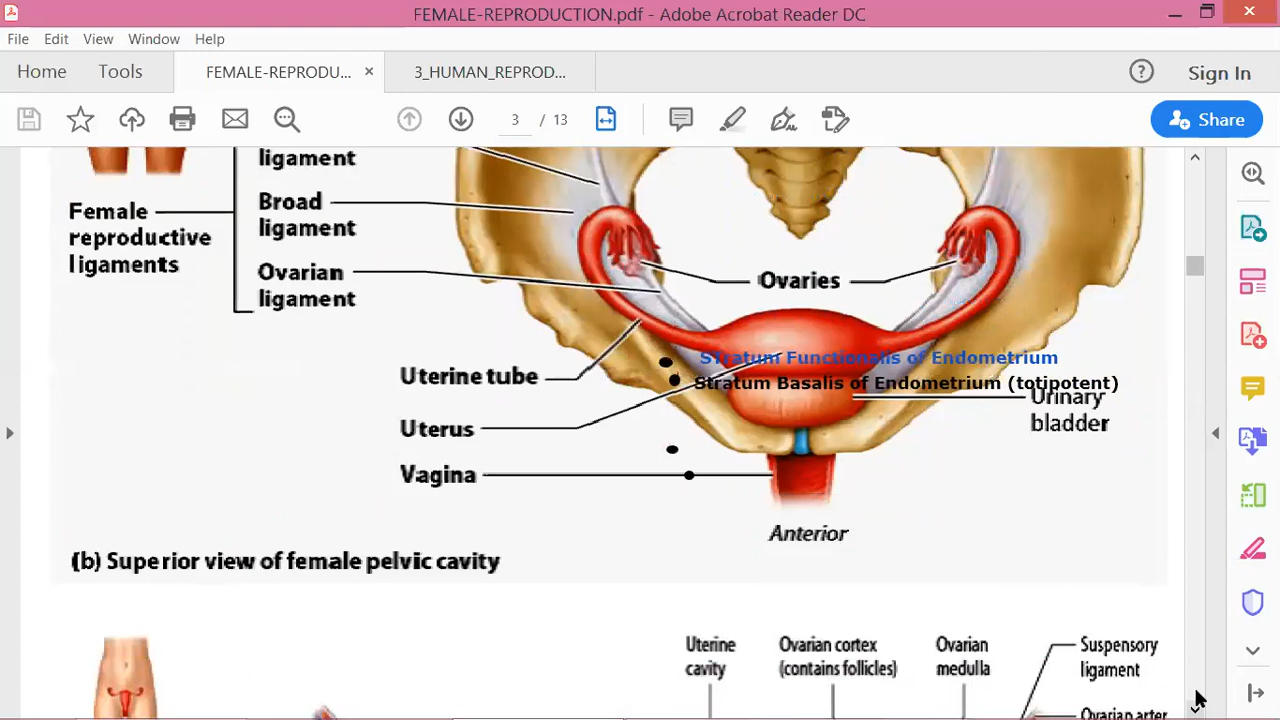 FEMALE-REPRODUCTION.pdf - Adobe Acrobat Reader DC
File Edit View Window Help
Home Tools FEMALE-REPRODU... × 3_HUMAN_REPROD...
? Sign In
3 / 13
Share
ligament
Female
reproductive
ligaments
Broad
ligament
Ovarian
ligament
Ovaries
Uterine tube
STratum Functionalis of Endometrium
Stratum Basalis of Endometrium (totipotent)
Urinary
bladder
Uterus
Vagina
Anterior
(b) Superior view of female pelvic cavity
Uterine
cavity
Ovarian cortex
(contains follicles)
Ovarian
medulla
Suspensory
ligament
Ovarian arter